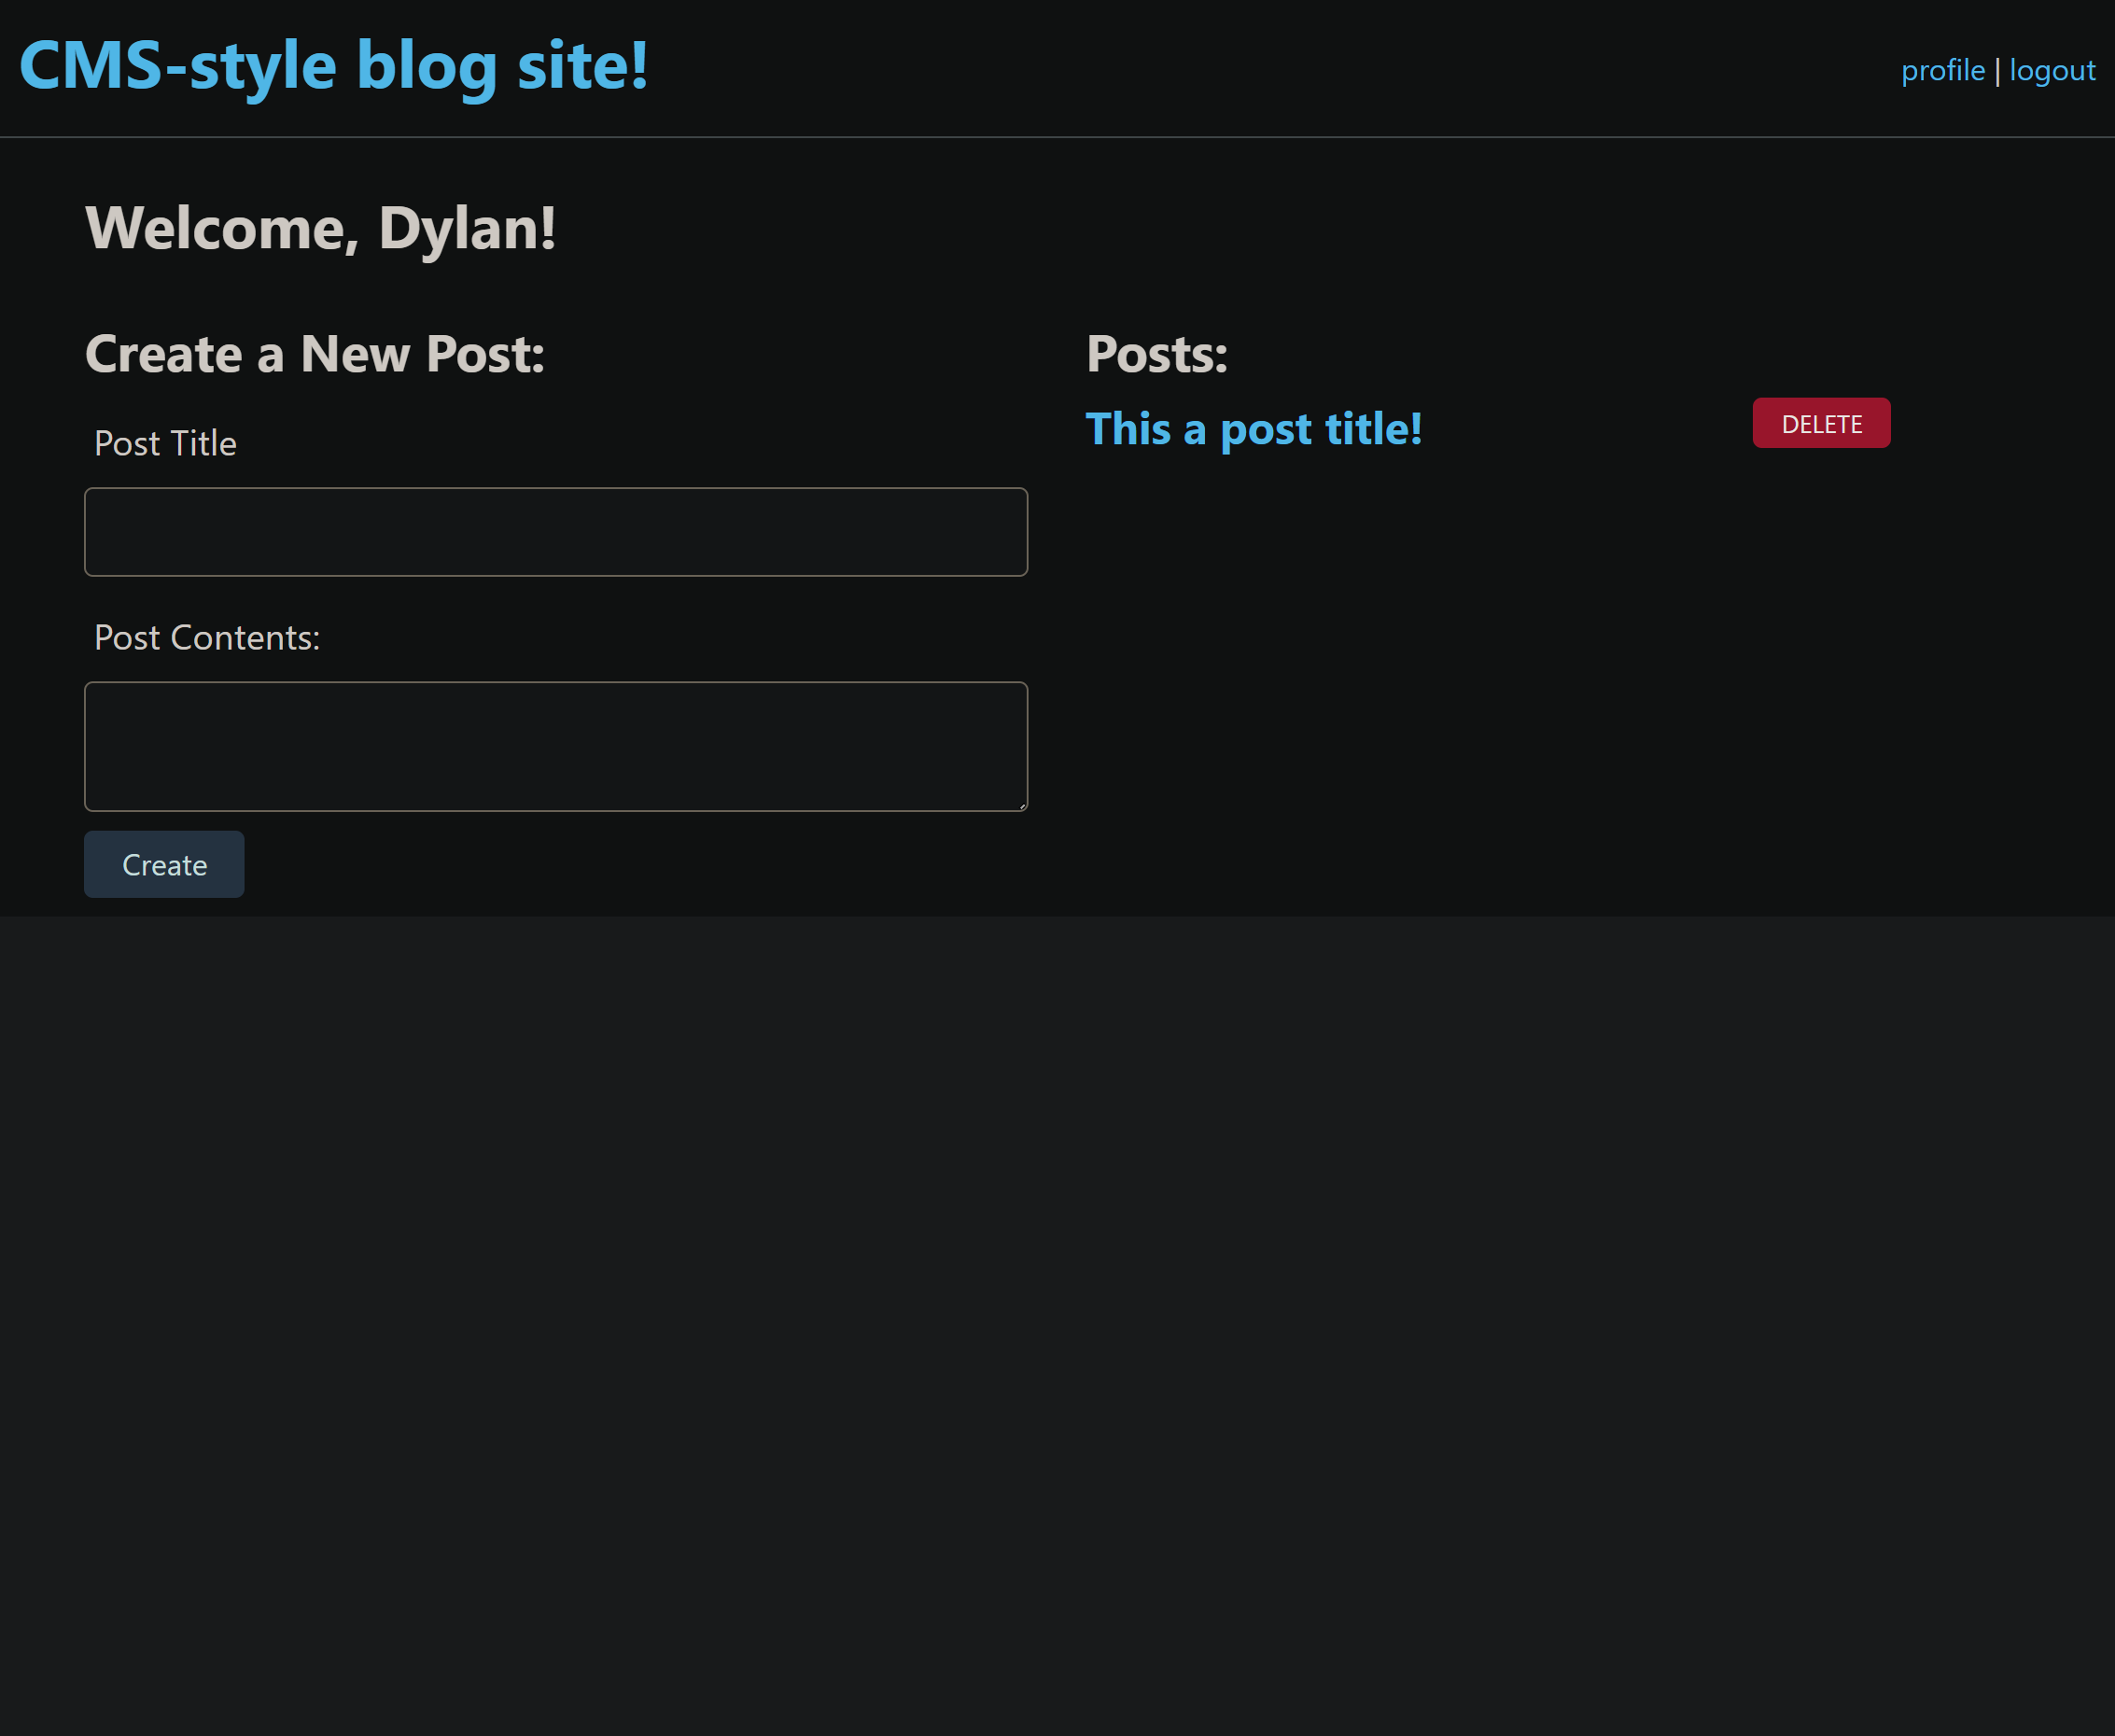 CMS-style blog site!
profile | logout
Welcome, Dylan!
Create a New Post:
Post Title
Post Contents:
Create
Posts:
This a post title!
DELETE